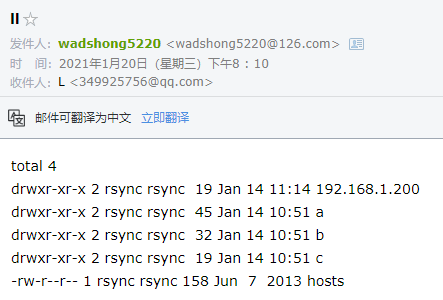 ll
发件人：wadshong5220 <wadshong5220@126.com>
时 间：2021年1月20日（星期三）下午8：10
收件人：L <349925756@qq.com>
邮件可翻译为中文 立即翻译
total 4
drwxr-xr-x 2 rsync rsync  19 Jan 14 11:14 192.168.1.200
drwxr-xr-x 2 rsync rsync  45 Jan 14 10:51 a
drwxr-xr-x 2 rsync rsync  32 Jan 14 10:51 b
drwxr-xr-x 2 rsync rsync  19 Jan 14 10:51 c
-rw-r--r-- 1 rsync rsync 158 Jun  7  2013 hosts